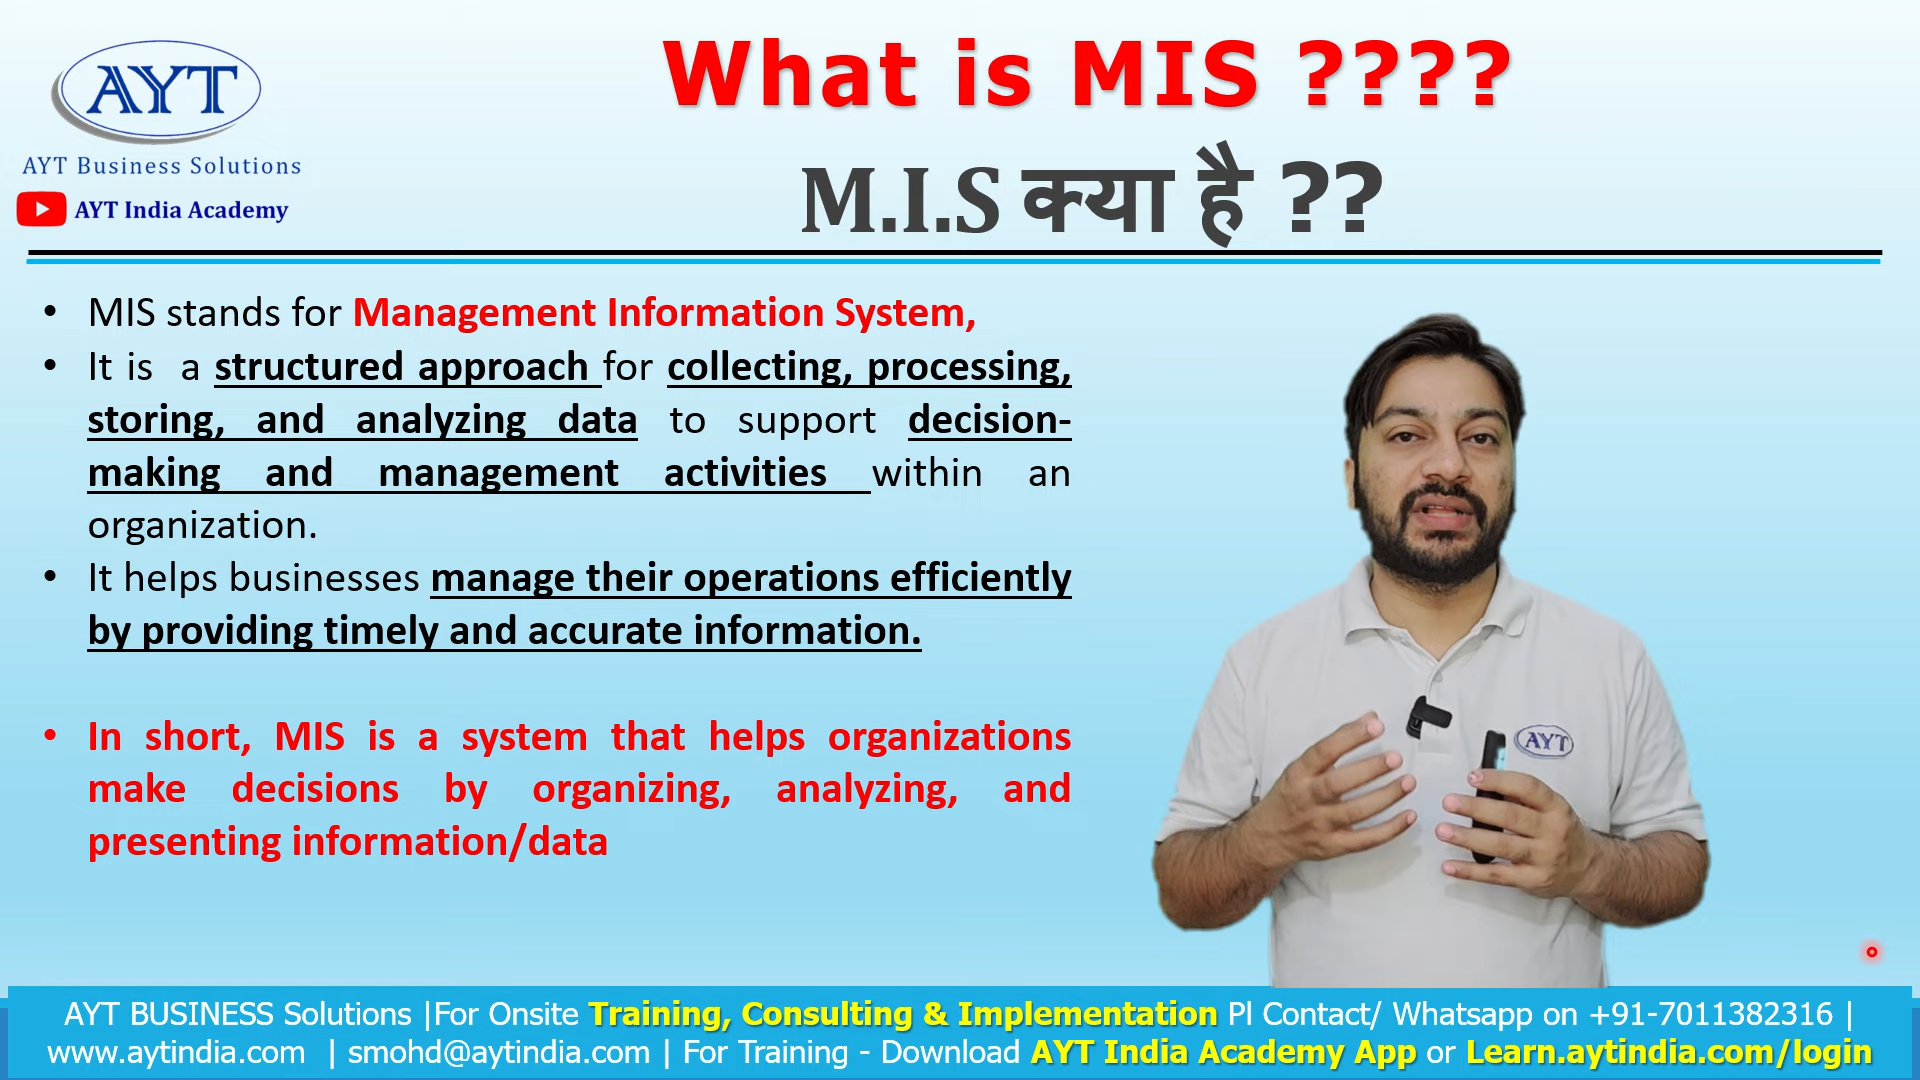 AYT
AYT Business Solutions
AYT India Academy
What is MIS ????
M.I.S क्या है ??
• MIS stands for Management Information System,
• It is a structured approach for collecting, processing,
storing, and analyzing data to support decision-
making and management activities within an
organization.
• It helps businesses manage their operations efficiently
by providing timely and accurate information.
• In short, MIS is a system that helps organizations
make decisions by organizing, analyzing, and
presenting information/data
AYT
AYT BUSINESS Solutions |For Onsite Training, Consulting & Implementation Pl Contact/ Whatsapp on +91-7011382316 |
www.aytindia.com | smohd@aytindia.com | For Training - Download AYT India Academy App or Learn.aytindia.com/login